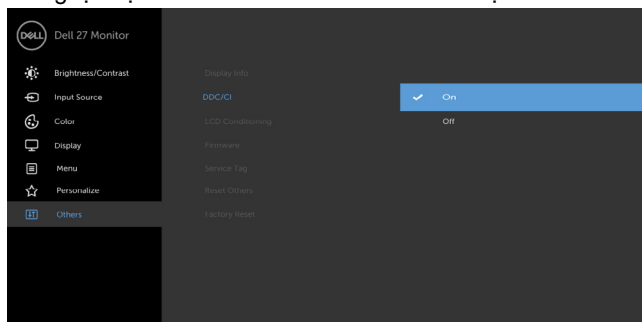 DELL
Dell 27 Monitor
Brightness/Contrast
Input Source
Color
Display
Menu
Personalize
Others
Display Info
DDC/CI
LCD Conditioning
Firmware
Service Tag
Reset Others
Factory Reset
On
Off